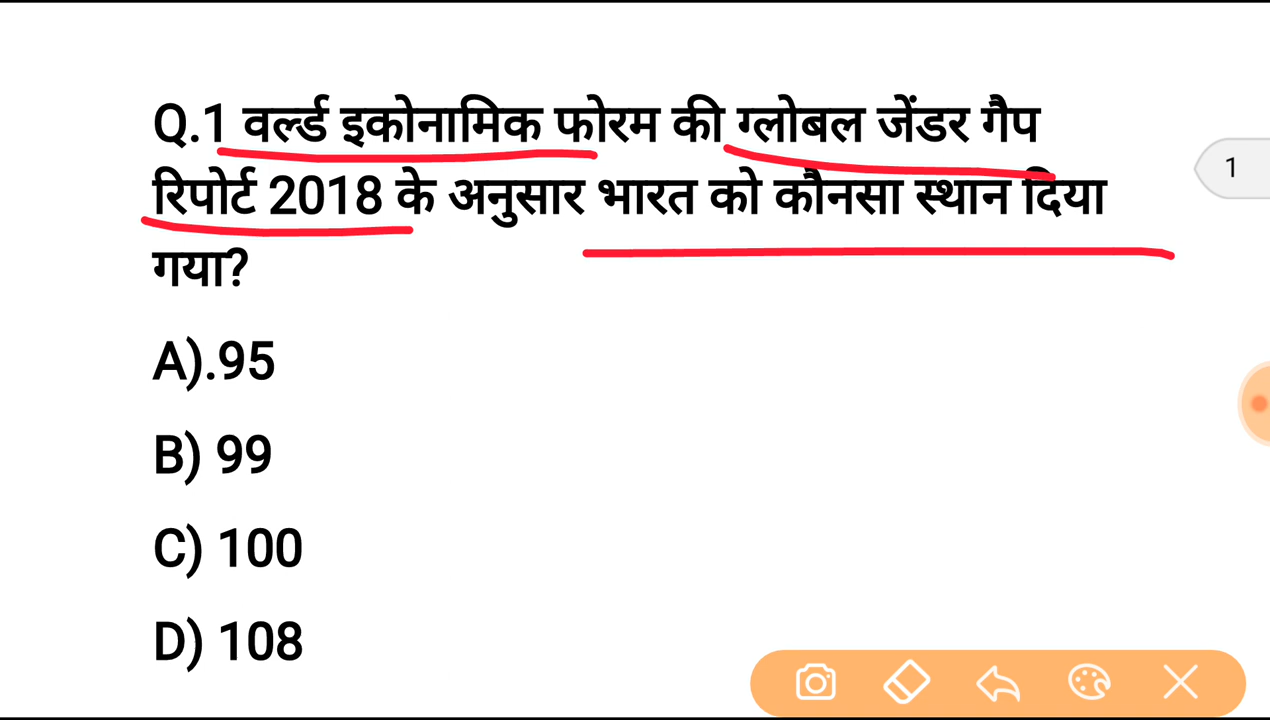 Q.1 वर्ल्ड इकोनामिक फोरम की ग्लोबल जेंडर गैप
रिपोर्ट 2018 के अनुसार भारत को कौनसा स्थान दिया
गया?
1
A).95
B) 99
C) 100
D) 108